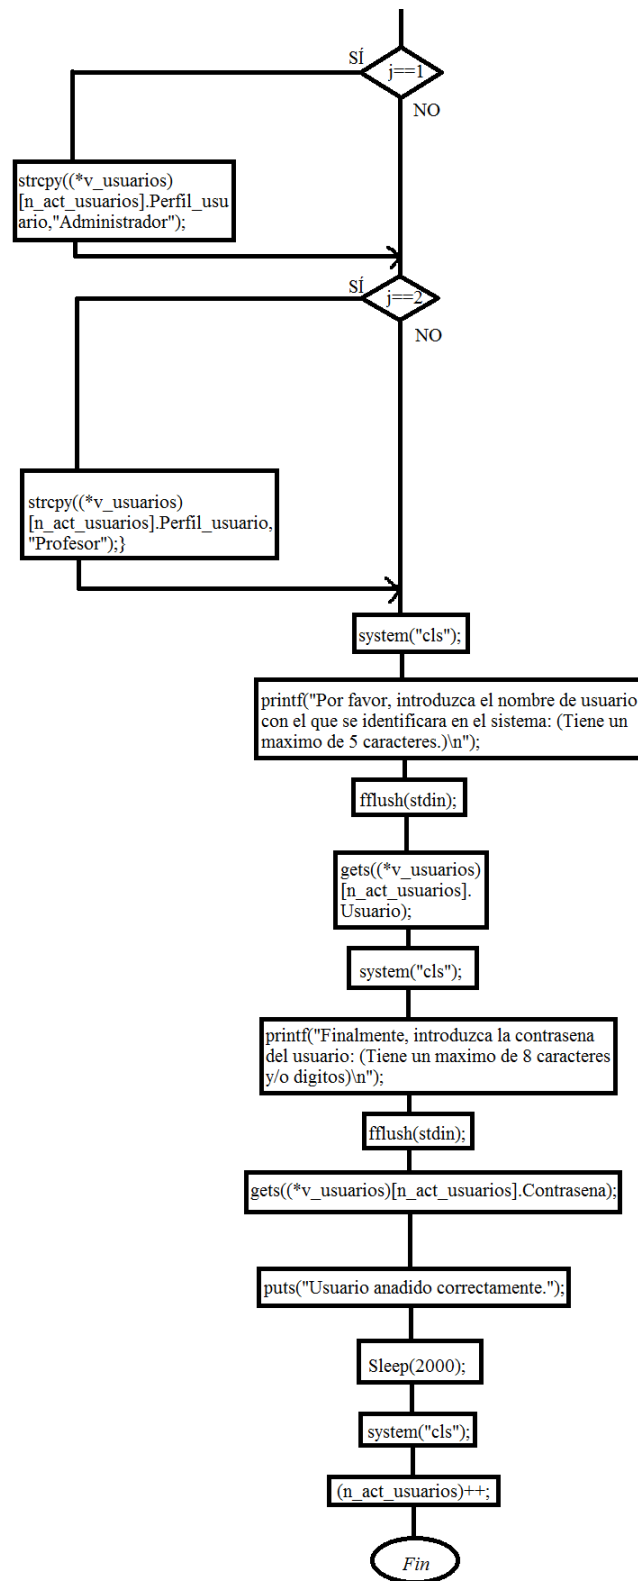 SÍ
j==1
NO
strcpy((*v_usuarios)
[n_act_usuarios].Perfil_usu
ario,"Administrador");
SÍ
j==2
NO
strcpy((*v_usuarios)
[n_act_usuarios].Perfil_usuario,
"Profesor");}
system("cls");
printf("Por favor, introduzca el nombre de usuario
con el que se identificara en el sistema: (Tiene un
maximo de 5 caracteres.)\n");
fflush(stdin);
gets((*v_usuarios)
[n_act_usuarios].
Usuario);
system("cls");
printf("Finalmente, introduzca la contrasena
del usuario: (Tiene un maximo de 8 caracteres
y/o digitos)\n");
fflush(stdin);
gets((*v_usuarios)[n_act_usuarios].Contrasena);
puts("Usuario anadido correctamente.");
Sleep(2000);
system("cls");
(n_act_usuarios)++;
Fin